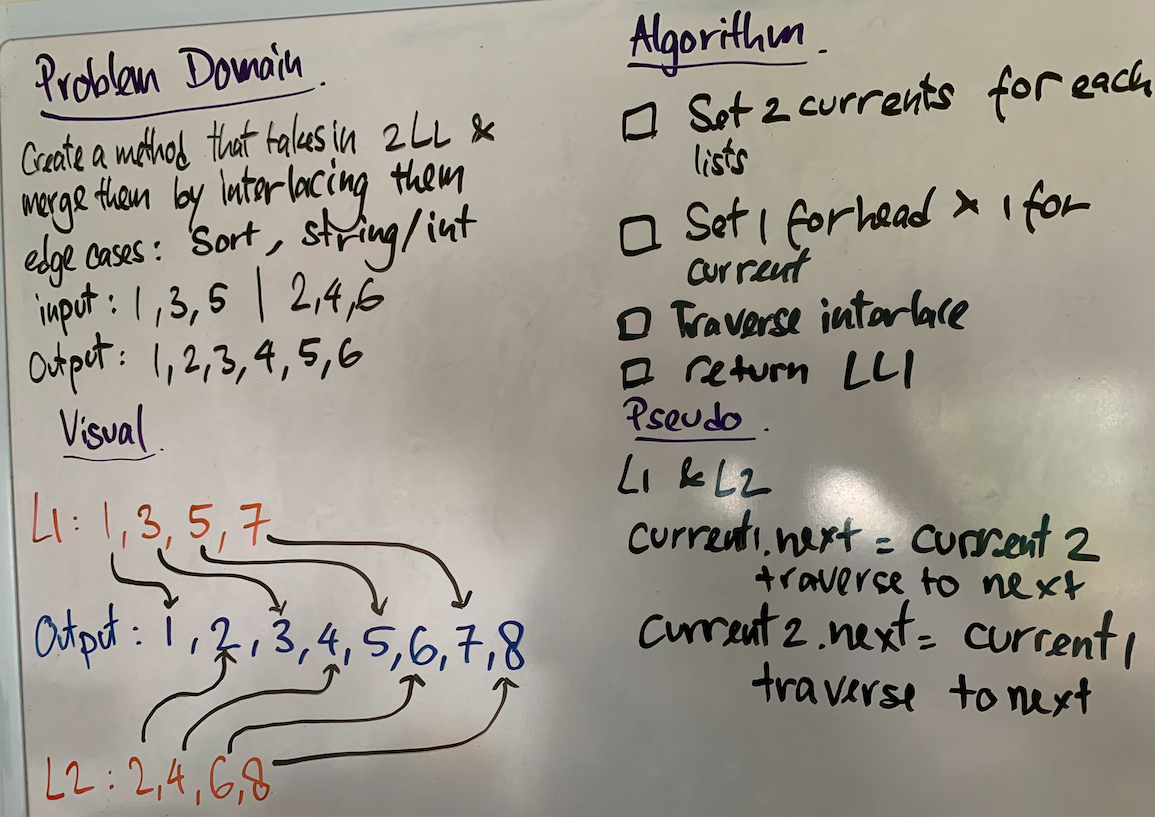 Problem Domain.
Create a method that takes in 2LL &
merge them by interlacing them
edge cases: Sort, string/int
input: 1,3,5 | 2,4,6
Output: 1,2,3,4,5,6
Visual.
L1: 1,3,5,7
Output: 1,2,3,4,5,6,7,8
L2: 2,4,6,8
Algorithm.
Set 2 currents for each
lists
Set 1 for head & 1 for
current
Traverse interlace
return LL1
Pseudo.
L1 & L2
current1.next = current 2
traverse to next
current 2.next = current1
traverse to next